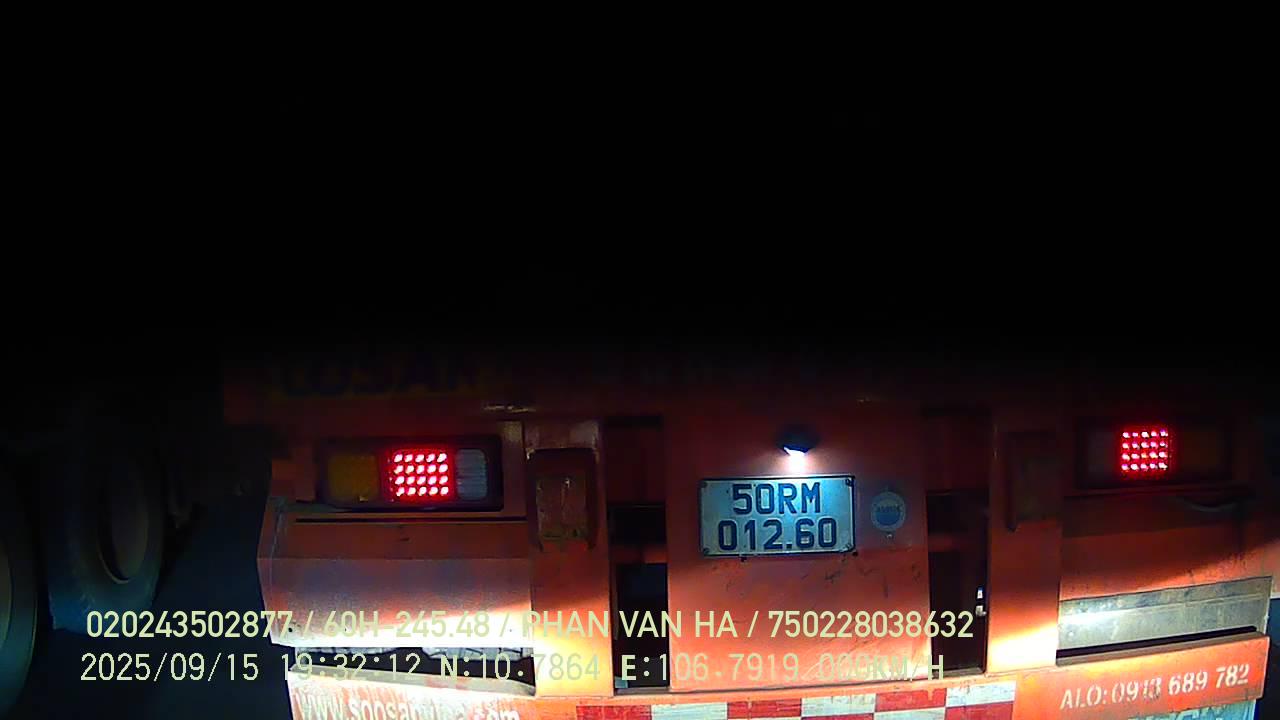 50RM
012.60
020243502877 / 60H-245.48 / PHAN VAN HA / 750228038632
2025/09/15 19:32:12 N:10.7864 E:106.7919 000KM/H
ALO: 0913 689 782